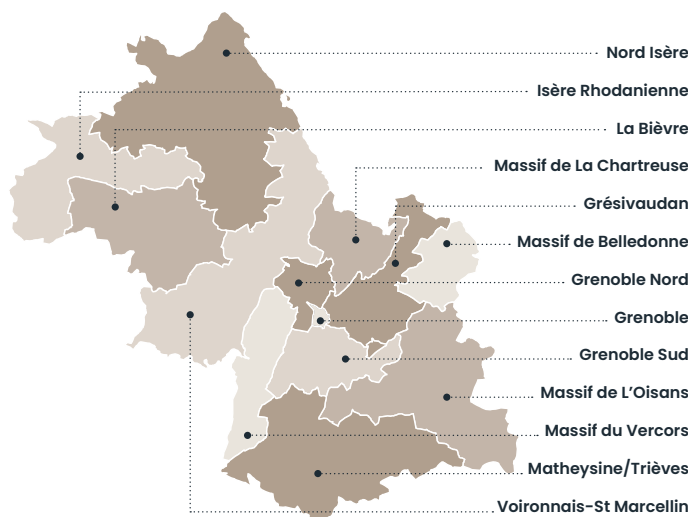 Nord Isère
Isère Rhodanienne
La Bièvre
Massif de La Chartreuse
Grésivaudan
Massif de Belledonne
Grenoble Nord
Grenoble
Grenoble Sud
Massif de L'Oisans
Massif du Vercors
Matheysine/Trièves
Voironnais-St Marcellin